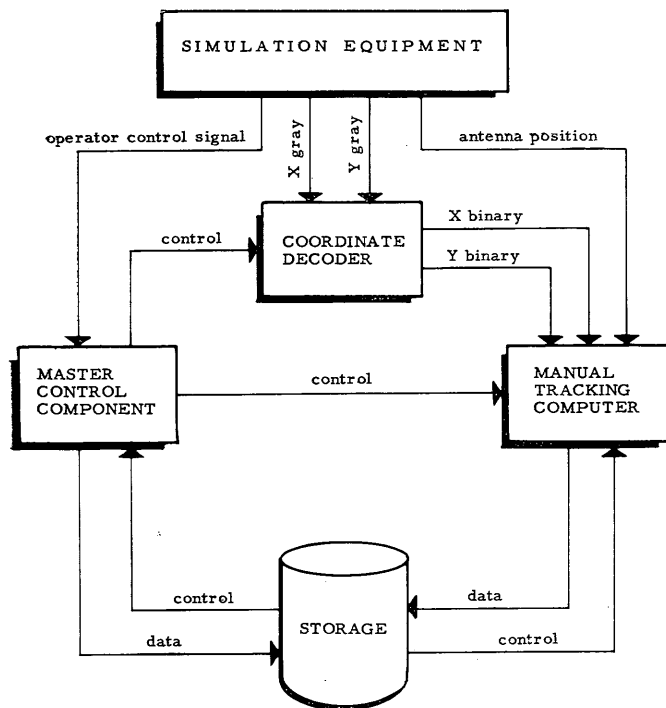 SIMULATION EQUIPMENT
operator control signal
X gray
Y gray
antenna position
X binary
control
COORDINATE
DECODER
Y binary
MASTER
CONTROL
COMPONENT
control
MANUAL
TRACKING
COMPUTER
control
data
STORAGE
data
control